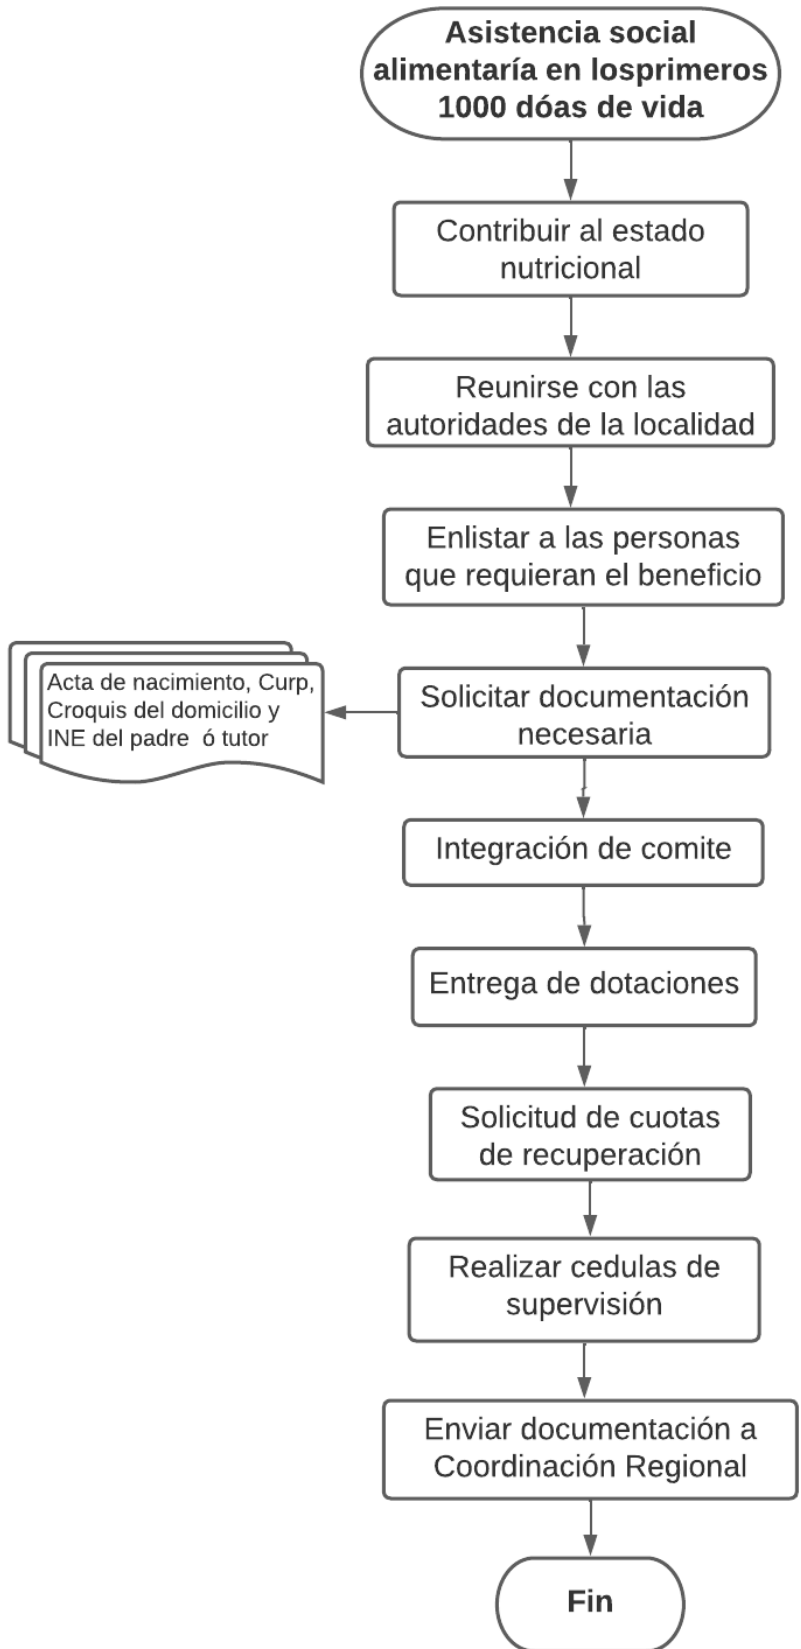 Asistencia social
alimentaría en losprimeros
1000 dóas de vida
Contribuir al estado
nutricional
Reunirse con las
autoridades de la localidad
Enlistar a las personas
que requieran el beneficio
Solicitar documentación
necesaria
Acta de nacimiento, Curp,
Croquis del domicilio y
INE del padre ó tutor
Integración de comite
Entrega de dotaciones
Solicitud de cuotas
de recuperación
Realizar cedulas de
supervisión
Enviar documentación a
Coordinación Regional
Fin